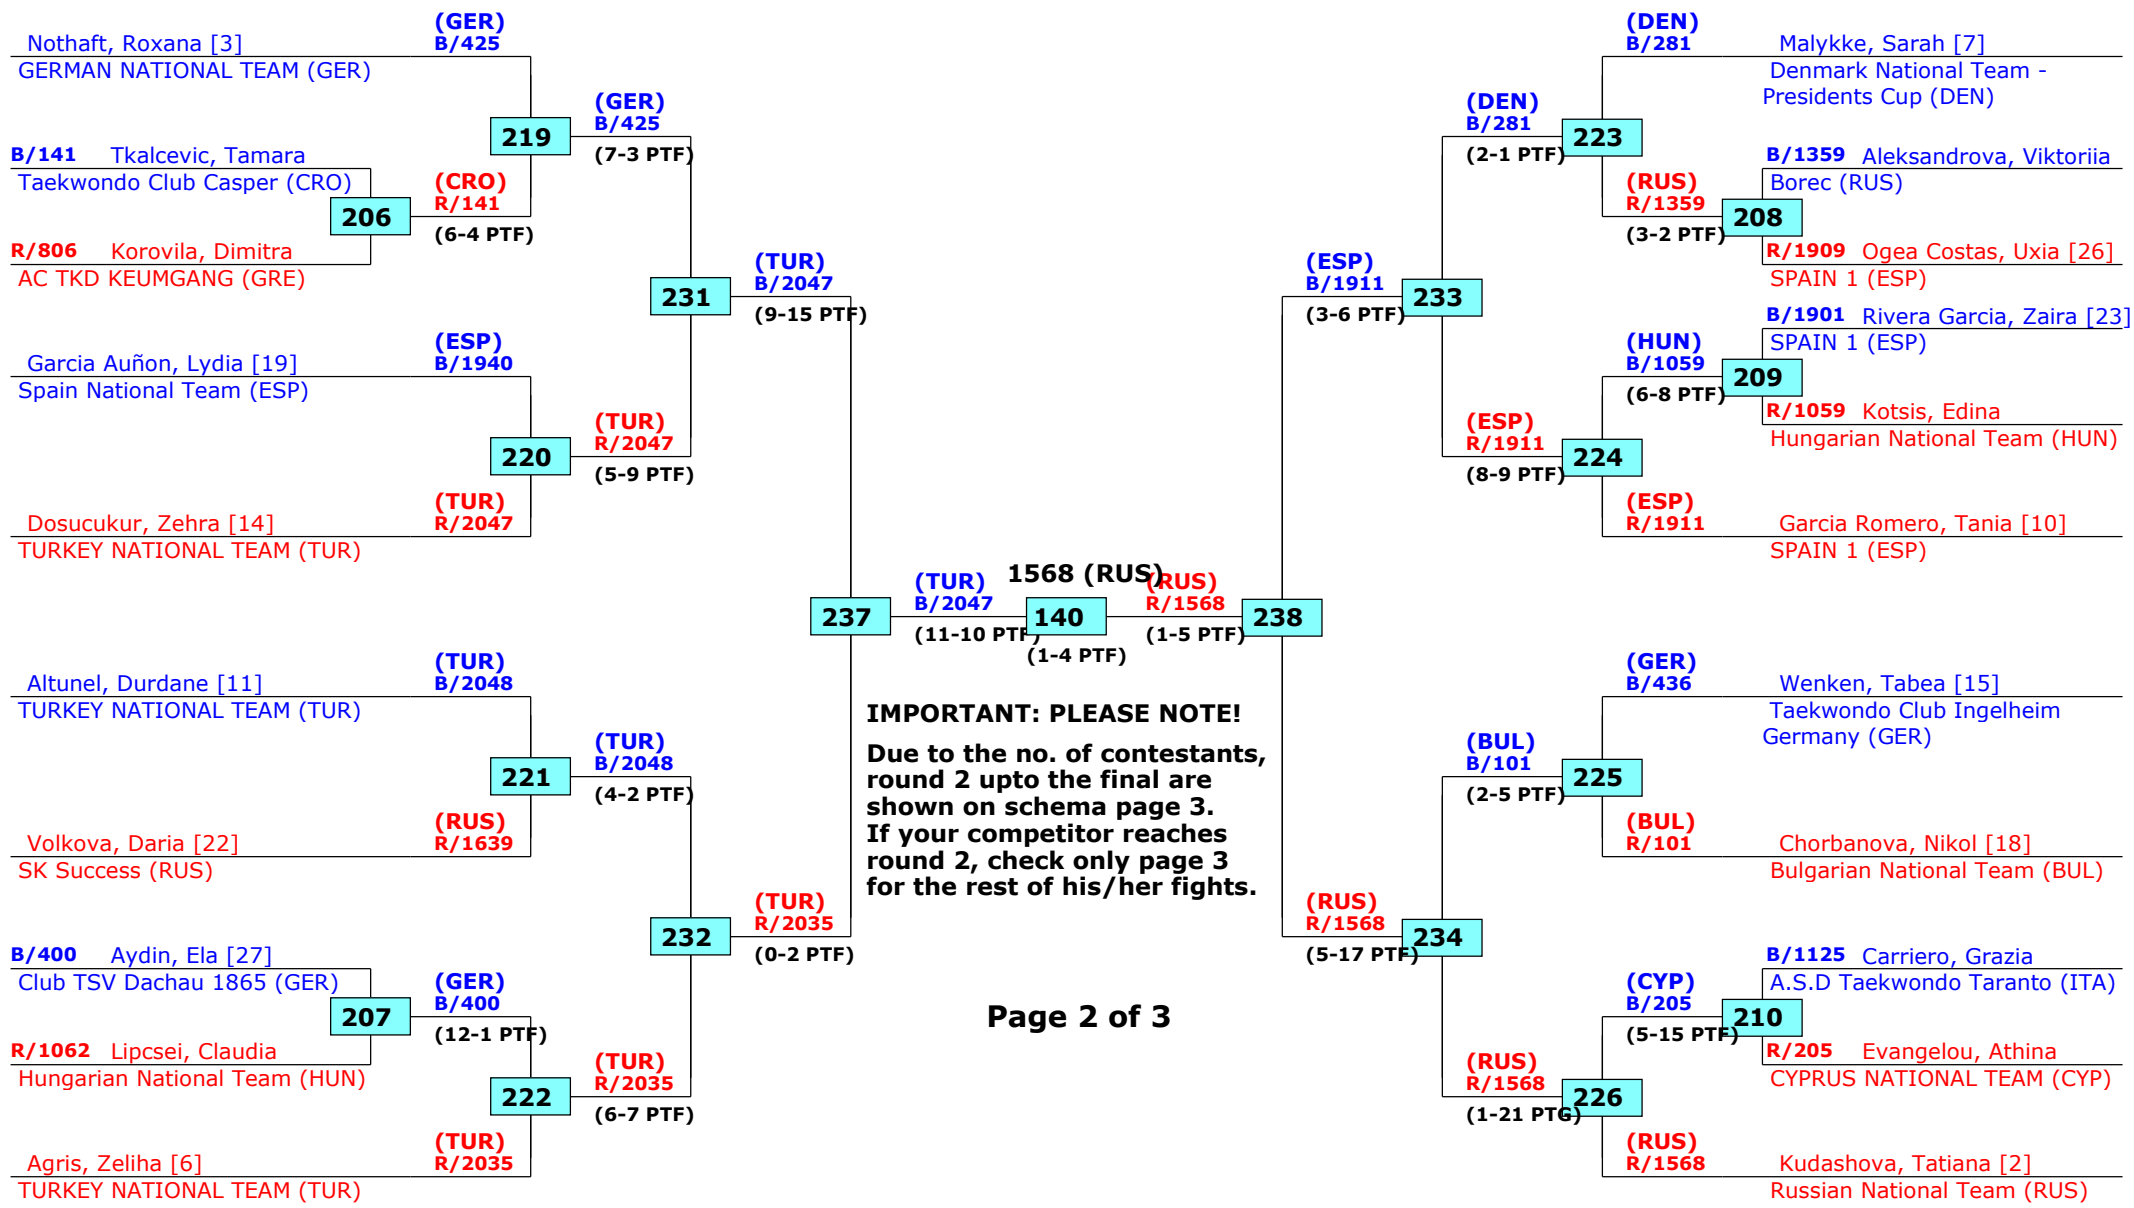 (GER)
Nothaft, Roxana [3] B/425
GERMAN NATIONAL TEAM (GER)
(GER)
B/425
219
(7-3 PTF)
B/141 Tkalcevic, Tamara
Taekwondo Club Casper (CRO)
(CRO)
R/141
206
(6-4 PTF)
R/806 Korovila, Dimitra
AC TKD KEUMGANG (GRE)
(TUR)
B/2047
231
(9-15 PTF)
(ESP)
Garcia Auñon, Lydia [19] B/1940
Spain National Team (ESP)
(TUR)
R/2047
220
(5-9 PTF)
(TUR)
Dosucukur, Zehra [14] R/2047
TURKEY NATIONAL TEAM (TUR)
237
(TUR)
B/2047
(11-10 PTF)
1568 (RUS)
140
(1-4 PTF)
(RUS)
R/1568
(1-5 PTF)
238
(TUR)
Altunel, Durdane [11] B/2048
TURKEY NATIONAL TEAM (TUR)
(TUR)
B/2048
221
(4-2 PTF)
(RUS)
Volkova, Daria [22] R/1639
SK Success (RUS)
(TUR)
R/2035
232
(0-2 PTF)
B/400 Aydin, Ela [27]
Club TSV Dachau 1865 (GER)
(GER)
B/400
207
(12-1 PTF)
R/1062 Lipcsei, Claudia
Hungarian National Team (HUN)
(TUR)
R/2035
222
(6-7 PTF)
(TUR)
Agris, Zeliha [6] R/2035
TURKEY NATIONAL TEAM (TUR)
IMPORTANT: PLEASE NOTE!
Due to the no. of contestants,
round 2 upto the final are
shown on schema page 3.
If your competitor reaches
round 2, check only page 3
for the rest of his/her fights.
Page 2 of 3
(DEN)
B/281 Malykke, Sarah [7]
Denmark National Team -
Presidents Cup (DEN)
(DEN)
B/281
223
(2-1 PTF)
B/1359 Aleksandrova, Viktoriia
Borec (RUS)
(RUS)
R/1359
208
(3-2 PTF)
R/1909 Ogea Costas, Uxia [26]
SPAIN 1 (ESP)
(ESP)
B/1911
233
(3-6 PTF)
B/1901 Rivera Garcia, Zaira [23]
SPAIN 1 (ESP)
(HUN)
B/1059
209
(6-8 PTF)
R/1059 Kotsis, Edina
Hungarian National Team (HUN)
(ESP)
R/1911
224
(8-9 PTF)
(ESP)
R/1911 Garcia Romero, Tania [10]
SPAIN 1 (ESP)
(GER)
B/436 Wenken, Tabea [15]
Taekwondo Club Ingelheim
Germany (GER)
(BUL)
B/101
225
(2-5 PTF)
(BUL)
R/101 Chorbanova, Nikol [18]
Bulgarian National Team (BUL)
(RUS)
R/1568
234
(5-17 PTF)
B/1125 Carriero, Grazia
A.S.D Taekwondo Taranto (ITA)
(CYP)
B/205
210
(5-15 PTF)
R/205 Evangelou, Athina
CYPRUS NATIONAL TEAM (CYP)
(RUS)
R/1568
226
(1-21 PTG)
(RUS)
R/1568 Kudashova, Tatiana [2]
Russian National Team (RUS)